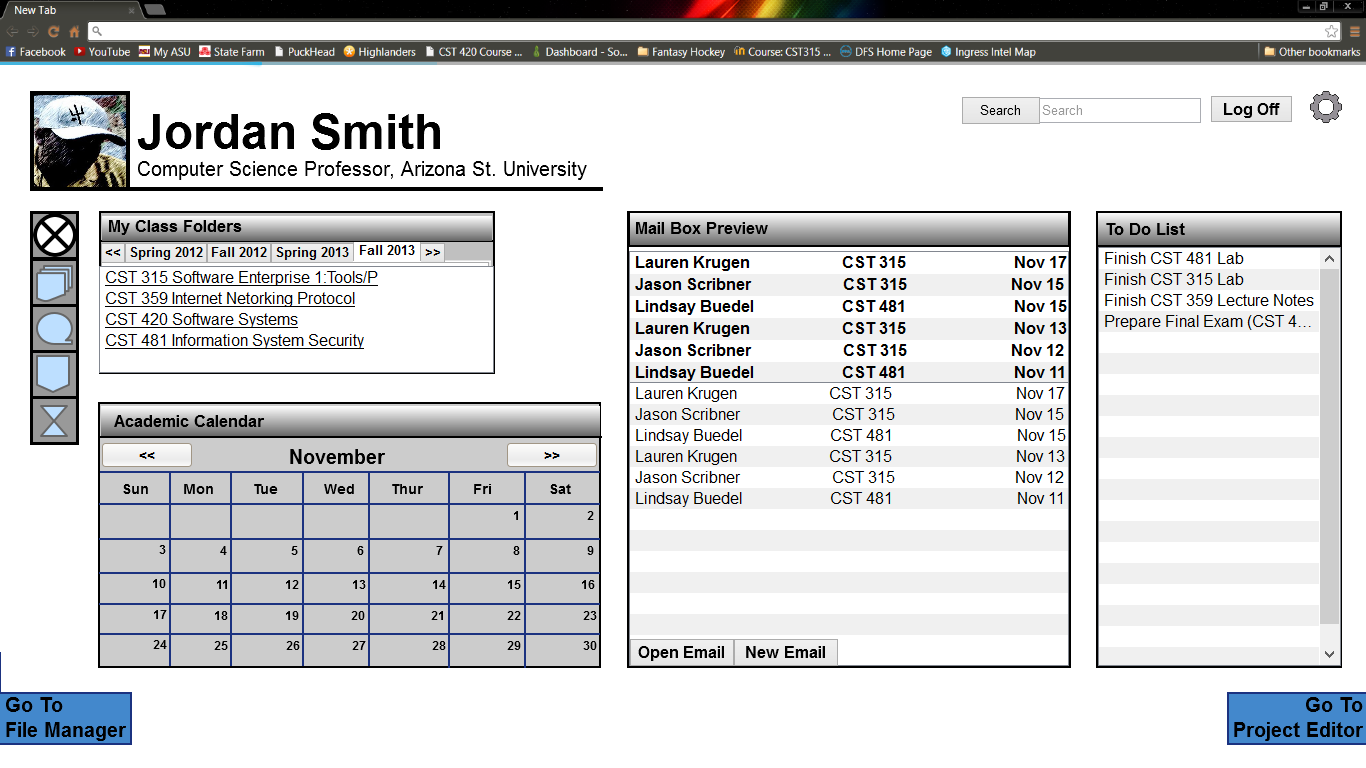 New Tab
Facebook YouTube My ASU State Farm PuckHead Highlanders CST 420 Course ... Dashboard - So... Fantasy Hockey Course: CST315 ... DFS Home Page Ingress Intel Map Other bookmarks
Jordan Smith
Computer Science Professor, Arizona St. University
Search Search Log Off
My Class Folders
<< Spring 2012 Fall 2012 Spring 2013 Fall 2013 >>
CST 315 Software Enterprise 1:Tools/P
CST 359 Internet Netorking Protocol
CST 420 Software Systems
CST 481 Information System Security
Academic Calendar
<< November >>
Sun Mon Tue Wed Thur Fri Sat
1 2
3 4 5 6 7 8 9
10 11 12 13 14 15 16
17 18 19 20 21 22 23
24 25 26 27 28 29 30
Mail Box Preview
Lauren Krugen CST 315 Nov 17
Jason Scribner CST 315 Nov 15
Lindsay Buedel CST 481 Nov 15
Lauren Krugen CST 315 Nov 13
Jason Scribner CST 315 Nov 12
Lindsay Buedel CST 481 Nov 11
Lauren Krugen CST 315 Nov 17
Jason Scribner CST 315 Nov 15
Lindsay Buedel CST 481 Nov 15
Lauren Krugen CST 315 Nov 13
Jason Scribner CST 315 Nov 12
Lindsay Buedel CST 481 Nov 11
Open Email New Email
To Do List
Finish CST 481 Lab
Finish CST 315 Lab
Finish CST 359 Lecture Notes
Prepare Final Exam (CST 4...
Go To
File Manager
Go To
Project Editor